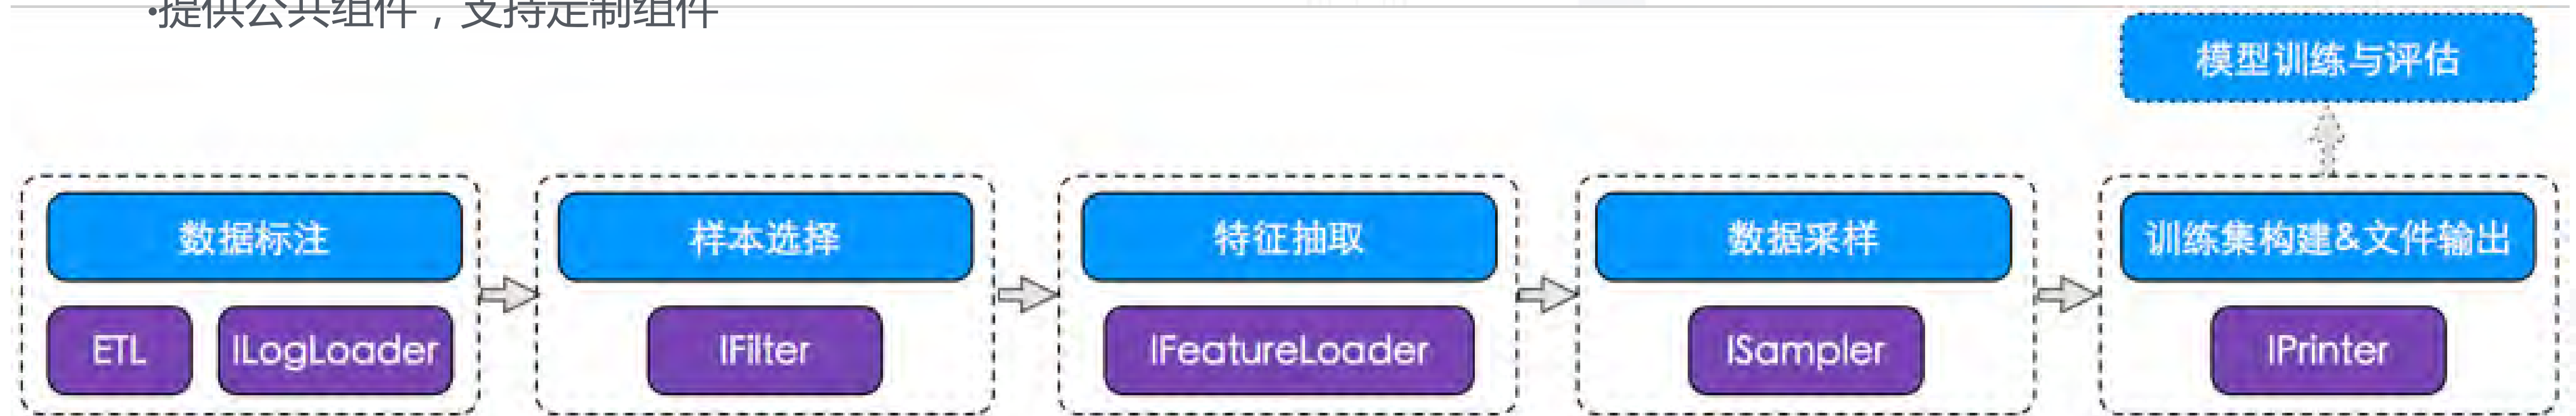 ·提供公共组件，支持定制组件
模型训练与评估
数据标注
样本选择
特征抽取
数据采样
训练集构建&文件输出
ETL
ILogLoader
IFilter
IFeatureLoader
ISampler
IPrinter